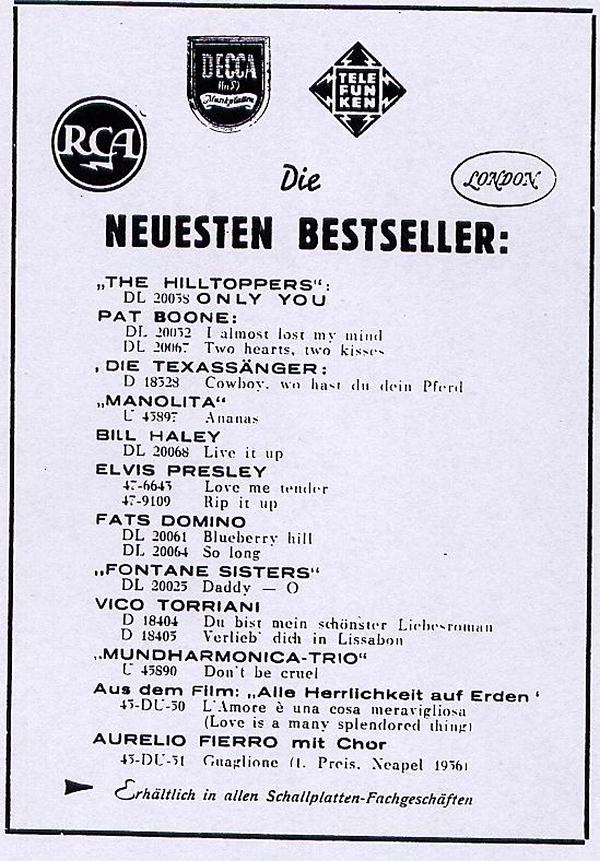 DECCA
Musikplatten
TELE
FUN
KEN
RCA
LONDON
Die
NEUESTEN BESTSELLER:
„THE HILLTOPPERS“:
DL 20038 ONLY YOU
PAT BOONE:
DL 20032 I almost lost my mind
DL 20067 Two hearts, two kisses
‚DIE TEXASSÄNGER:
D 18328 Cowboy, wo hast du dein Pferd
„MANOLITA“
U 45897 Ananas
BILL HALEY
DL 20068 Live it up
ELVIS PRESLEY
47-6643 Love me tender
47-9109 Rip it up
FATS DOMINO
DL 20061 Blueberry hill
DL 20064 So long
„FONTANE SISTERS“
DL 20025 Daddy — O
VICO TORRIANI
D 18404 Du bist mein schönster Liebesroman
D 18405 Verlieb' dich in Lissabon
„MUNDHARMONICA-TRIO“
U 45890 Don't be cruel
Aus dem Film: „Alle Herrlichkeit auf Erden‘
45-DU-50 L'Amore è una cosa meravigliosa
(Love is a many splendored thing)
AURELIO FIERRO mit Chor
45-DU-51 Guaglione (1. Preis, Neapel 1956)
Erhältlich in allen Schallplatten-Fachgeschäften